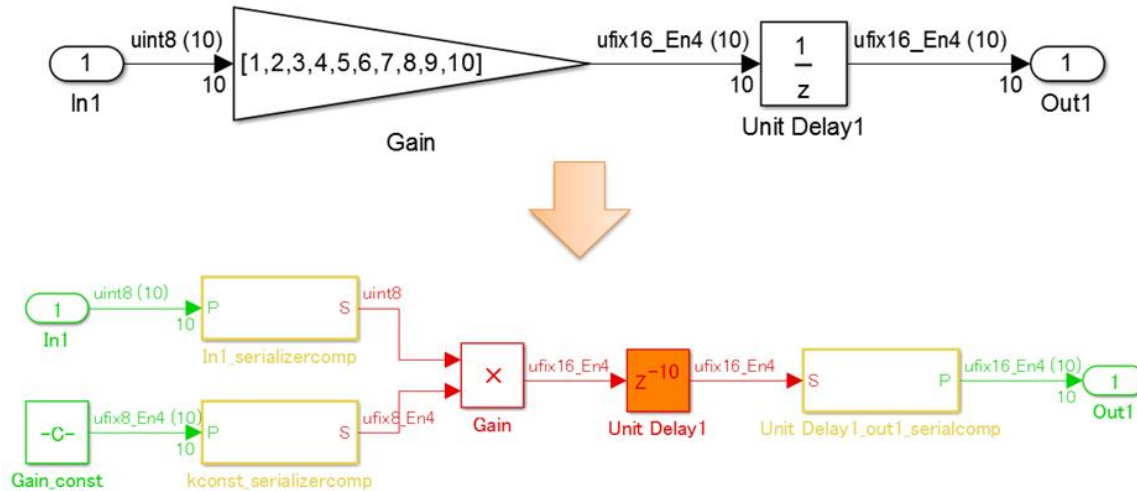 uint8 (10)
10
1
In1
[1,2,3,4,5,6,7,8,9,10]
Gain
ufix16_En4 (10)
10
1
z
Unit Delay1
ufix16_En4 (10)
10
1
Out1
1
In1
uint8 (10)
10
P
S
In1_serializercomp
uint8
-C-
Gain_const
ufix8_En4 (10)
10
P
S
kconst_serializercomp
ufix8_En4
×
Gain
ufix16_En4
z-10
Unit Delay1
ufix16_En4
S
P
Unit Delay1_out1_serialcomp
ufix16_En4 (10)
10
1
Out1